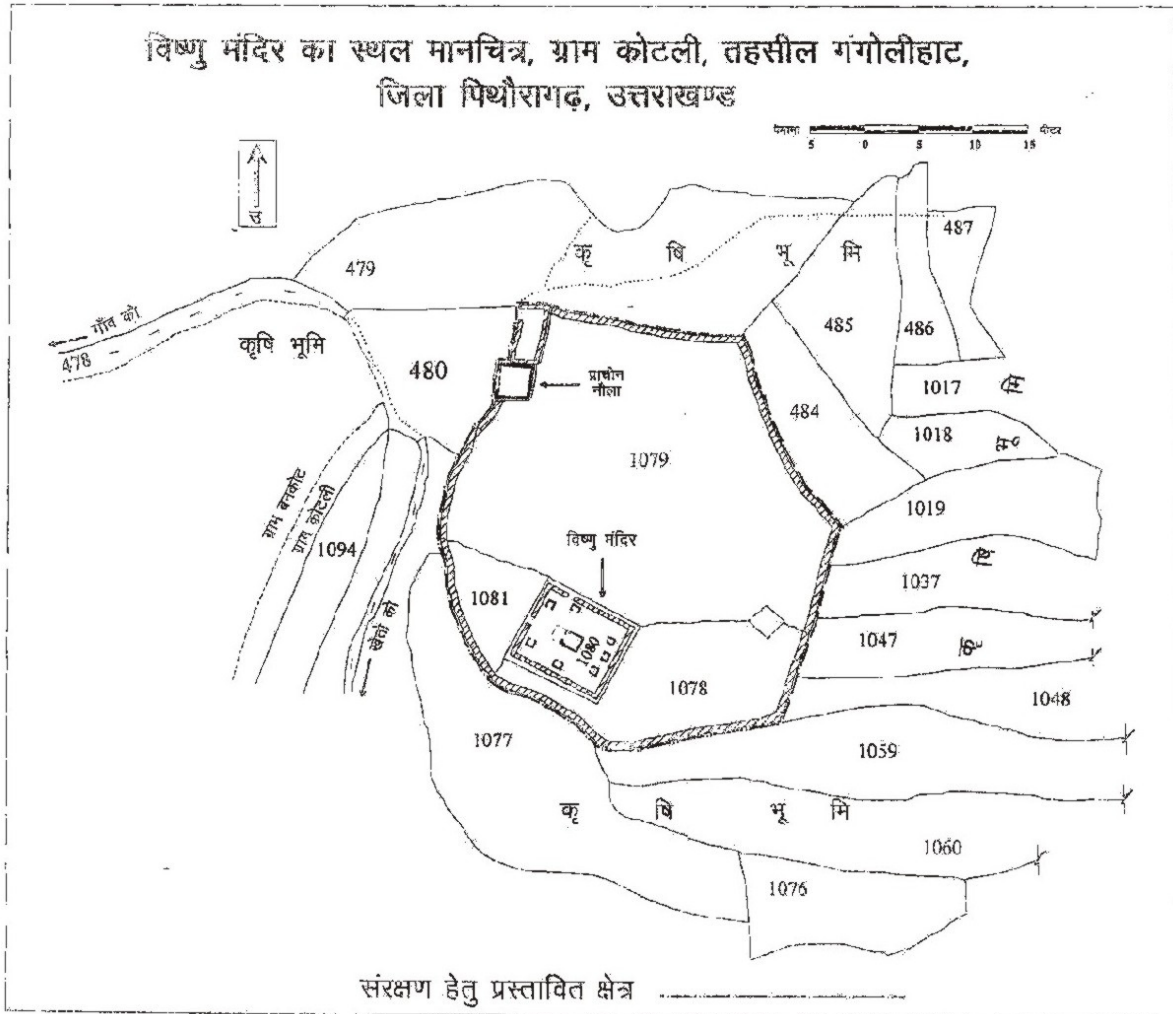 विष्णु मंदिर का स्थल मानचित्र, ग्राम कोटली, तहसील गंगोलीहाट,
जिला पिथौरागढ़, उत्तराखण्ड
पैमाना
मीटर
5 0 5 10 15
उ
479
कृ षि भू मि
487
485
486
गाँव को
478
कृषि भूमि
480
प्राचीन
नौला
484
1017
मि
1018
भू
1079
1019
ग्राम बनकोट
ग्राम कोटली
1094
खेतों को
विष्णु मंदिर
1037
षि
1081
1080
1047
कृ
1078
1048
1077
1059
कृ षि भू मि
1060
1076
संरक्षण हेतु प्रस्तावित क्षेत्र